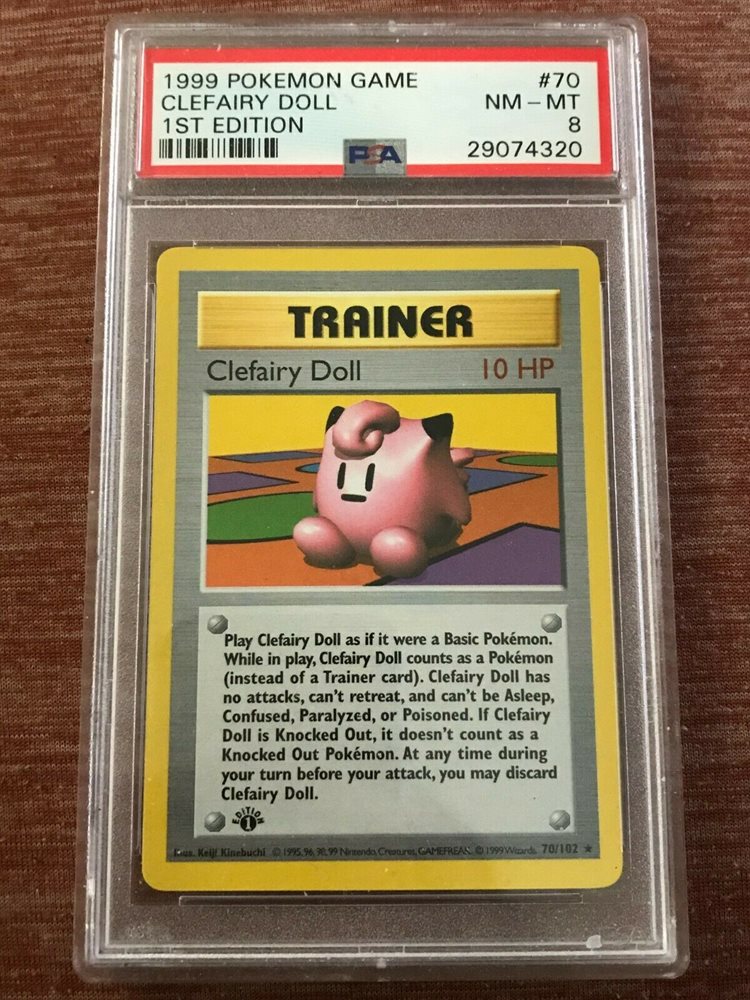 1999 POKEMON GAME #70
CLEFAIRY DOLL NM – MT
1ST EDITION 8
PSA 29074320
TRAINER
Clefairy Doll 10 HP
Play Clefairy Doll as if it were a Basic Pokémon.
While in play, Clefairy Doll counts as a Pokémon
(instead of a Trainer card). Clefairy Doll has
no attacks, can't retreat, and can't be Asleep,
Confused, Paralyzed, or Poisoned. If Clefairy
Doll is Knocked Out, it doesn't count as a
Knocked Out Pokémon. At any time during
your turn before your attack, you may discard
Clefairy Doll.
EDITION 1
Illus. Keiji Kinebuchi © 1995, 96, 98, 99 Nintendo, Creatures, GAMEFREAK. © 1999 Wizards. 70/102 ★